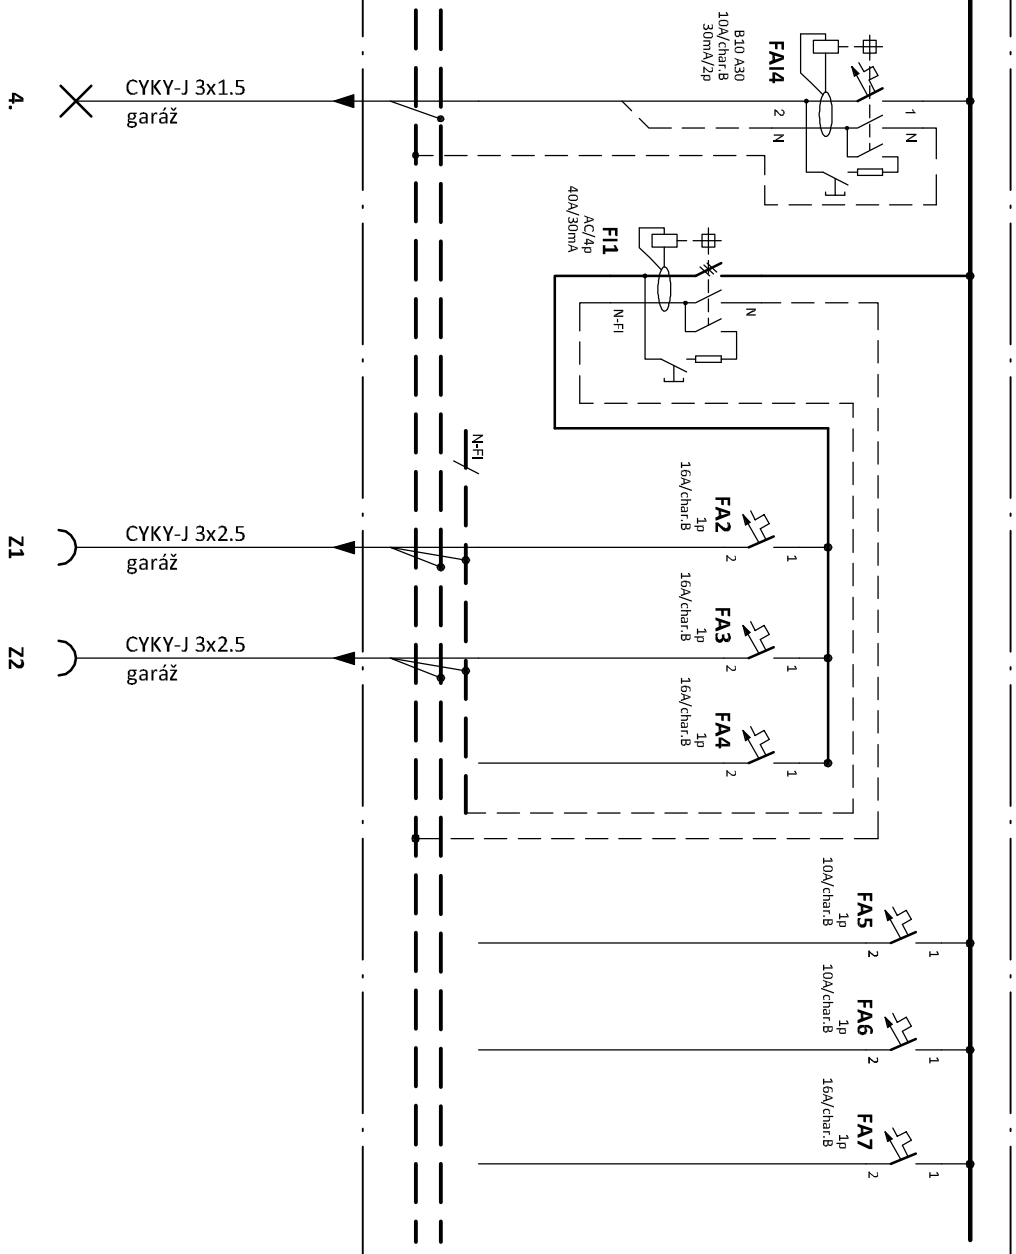 FAI4
B10 A30
10A/char.B
30mA/2p
1
N
2
N
CYKY-J 3x1.5
garáž
4.
FI1
AC/4p
40A/30mA
N
N-FI
N-FI
FA2
1p
16A/char.B
1
2
CYKY-J 3x2.5
garáž
Z1
FA3
1p
16A/char.B
1
2
CYKY-J 3x2.5
garáž
Z2
FA4
1p
16A/char.B
1
2
FA5
1p
10A/char.B
1
2
FA6
1p
10A/char.B
1
2
FA7
1p
16A/char.B
1
2